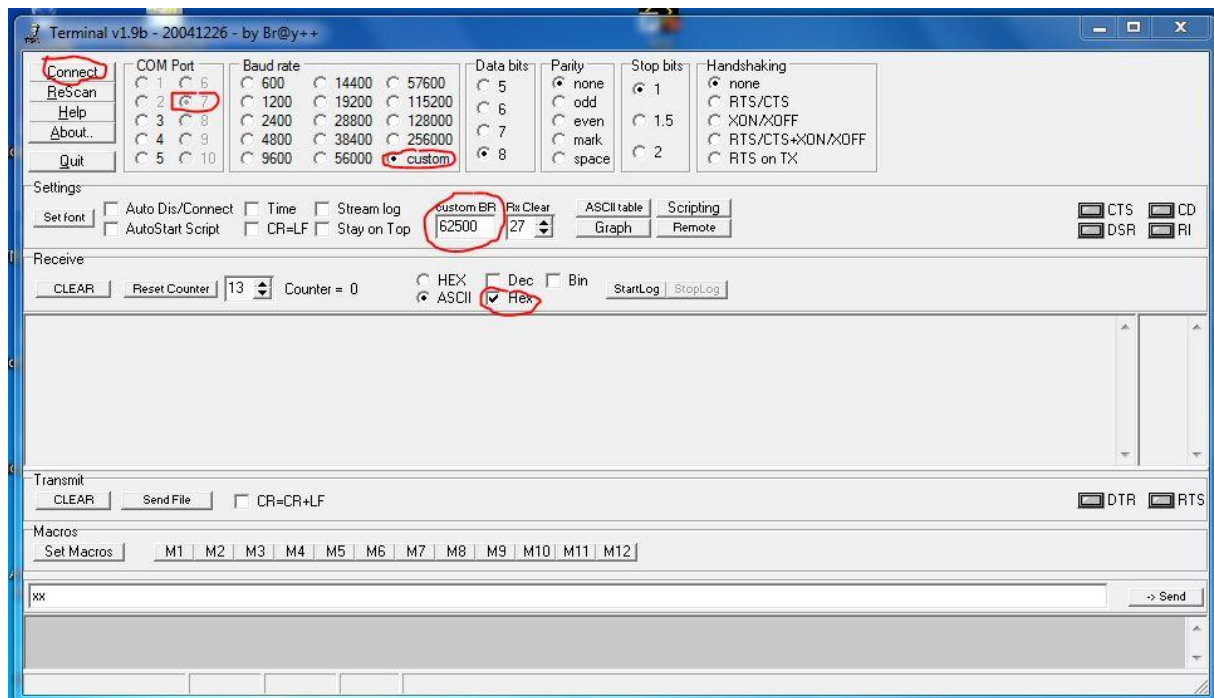 Terminal v1.9b - 20041226 - by Br@y++
Connect
ReScan
Help
About..
Quit
COM Port
1 6
2 7
3 8
4 9
5 10
Baud rate
600 14400 57600
1200 19200 115200
2400 28800 128000
4800 38400 256000
9600 56000 custom
Data bits
5
6
7
8
Parity
none
odd
even
mark
space
Stop bits
1
1.5
2
Handshaking
none
RTS/CTS
XON/XOFF
RTS/CTS+XON/XOFF
RTS on TX
Settings
Set font
Auto Dis/Connect Time Stream log
AutoStart Script CR=LF Stay on Top
custom BR Rx Clear
62500 27
ASCII table Scripting
Graph Remote
CTS CD
DSR RI
Receive
CLEAR Reset Counter 13 Counter = 0
HEX Dec Bin
ASCII Hex
StartLog StopLog
Transmit
CLEAR Send File CR=CR+LF
DTR RTS
Macros
Set Macros M1 M2 M3 M4 M5 M6 M7 M8 M9 M10 M11 M12
xx
-> Send